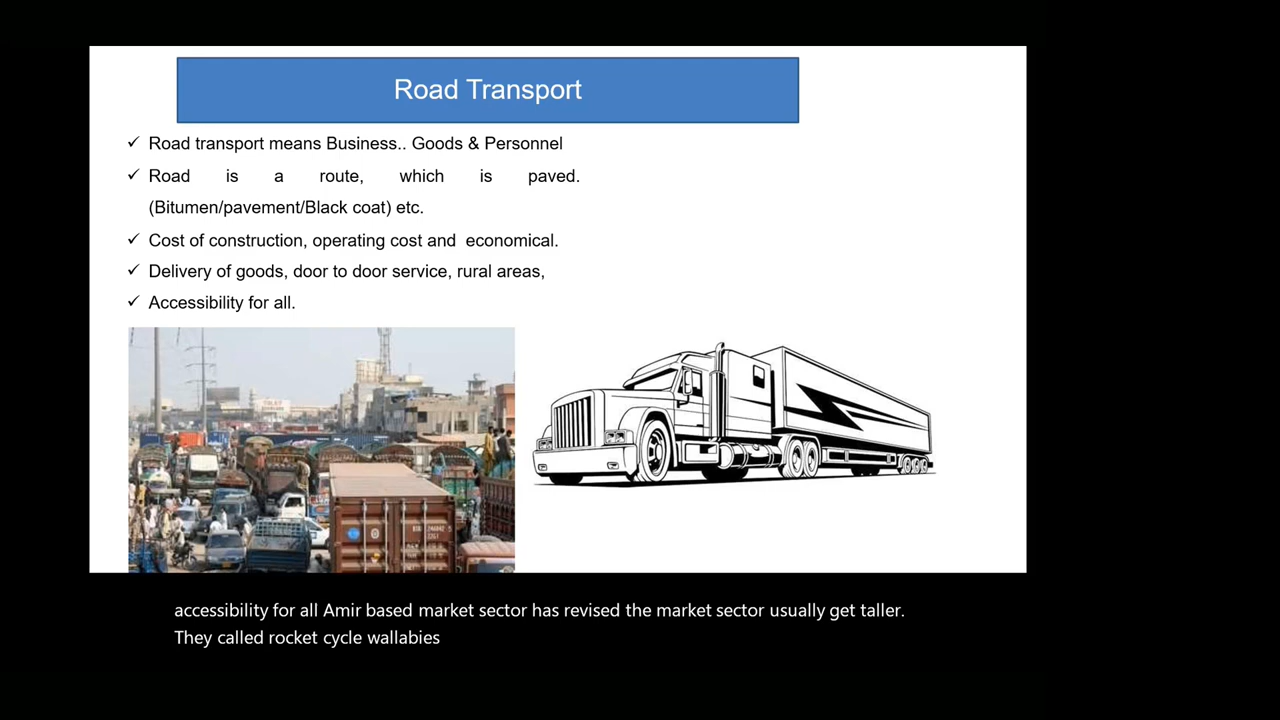 Road Transport
✓ Road transport means Business.. Goods & Personnel
✓ Road is a route, which is paved.
(Bitumen/pavement/Black coat) etc.
✓ Cost of construction, operating cost and economical.
✓ Delivery of goods, door to door service, rural areas,
✓ Accessibility for all.
accessibility for all Amir based market sector has revised the market sector usually get taller.
They called rocket cycle wallabies